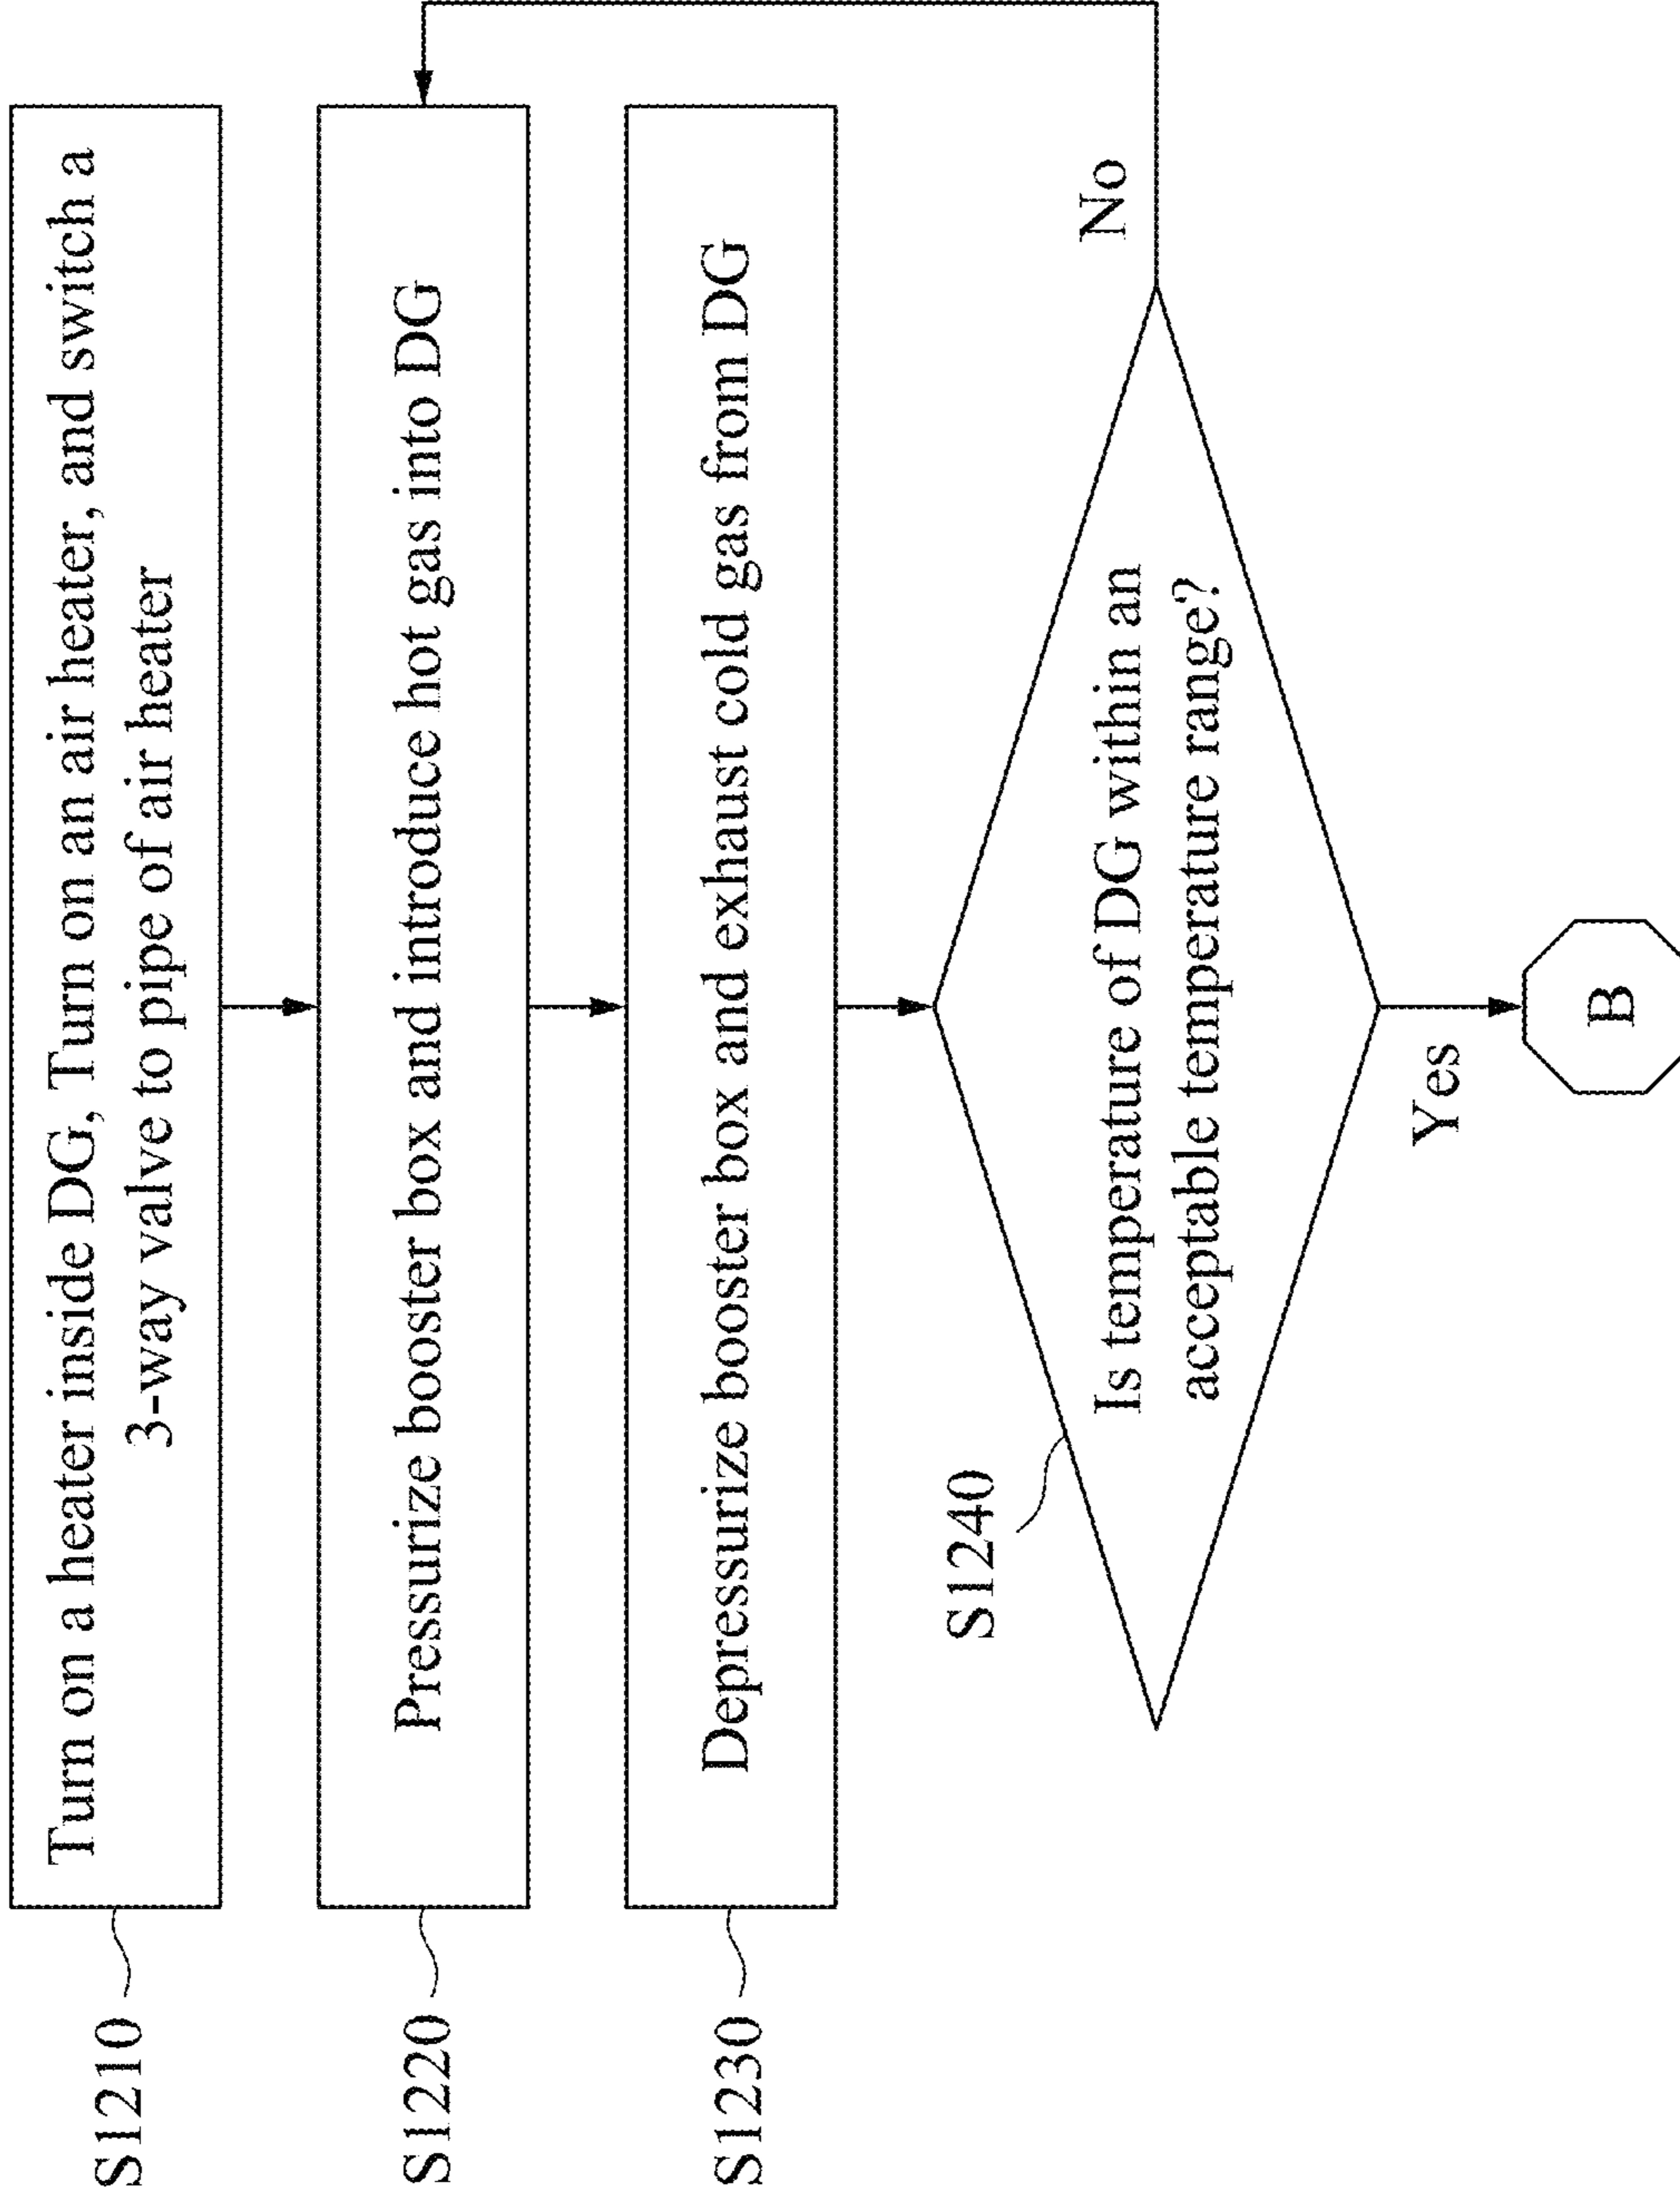 S1210
Turn on a heater inside DG, Turn on an air heater, and switch a
3-way valve to pipe of air heater
S1220
Pressurize booster box and introduce hot gas into DG
S1230
Depressurize booster box and exhaust cold gas from DG
S1240
Is temperature of DG within an
acceptable temperature range?
No
Yes
B